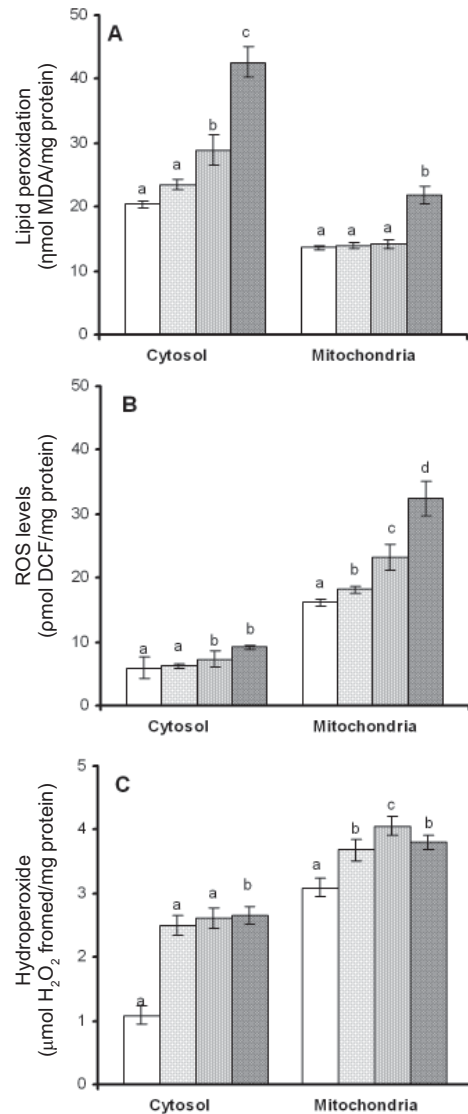 A
Lipid peroxidation
(ηmol MDA/mg protein)
50
40
30
20
10
0
a
a
b
c
a
a
a
b
Cytosol
Mitochondria
B
ROS levels
(ρmol DCF/mg protein)
50
40
30
20
10
0
a
a
b
b
a
b
c
d
Cytosol
Mitochondria
C
Hydroperoxide
(μmol H₂O₂ fromed/mg protein)
5
4
3
2
1
0
a
a
a
b
a
b
c
b
Cytosol
Mitochondria